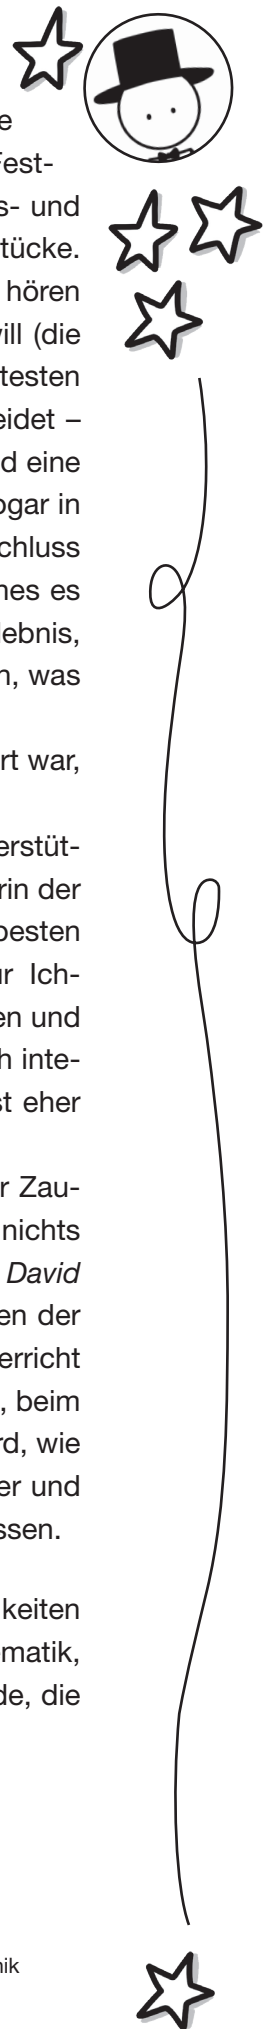 e
Fest-
s- und
tücke.
hören
ill (die
testen
eidet –
d eine
ogar in
chluss
nes es
lebnis,
n, was
rt war,
erstüt-
rin der
besten
ur Ich-
en und
h inte-
st eher
r Zau-
nichts
David
en der
erricht
, beim
rd, wie
er und
ssen.
keiten
matik,
de, die
nik